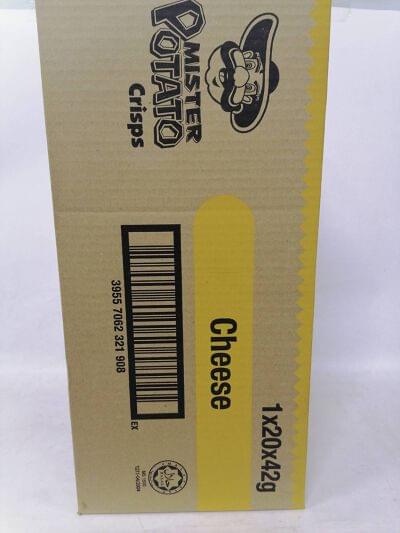 MISTER
POTATO
Crisps
Cheese
1x20x42g
3955 7062 321 908
EX